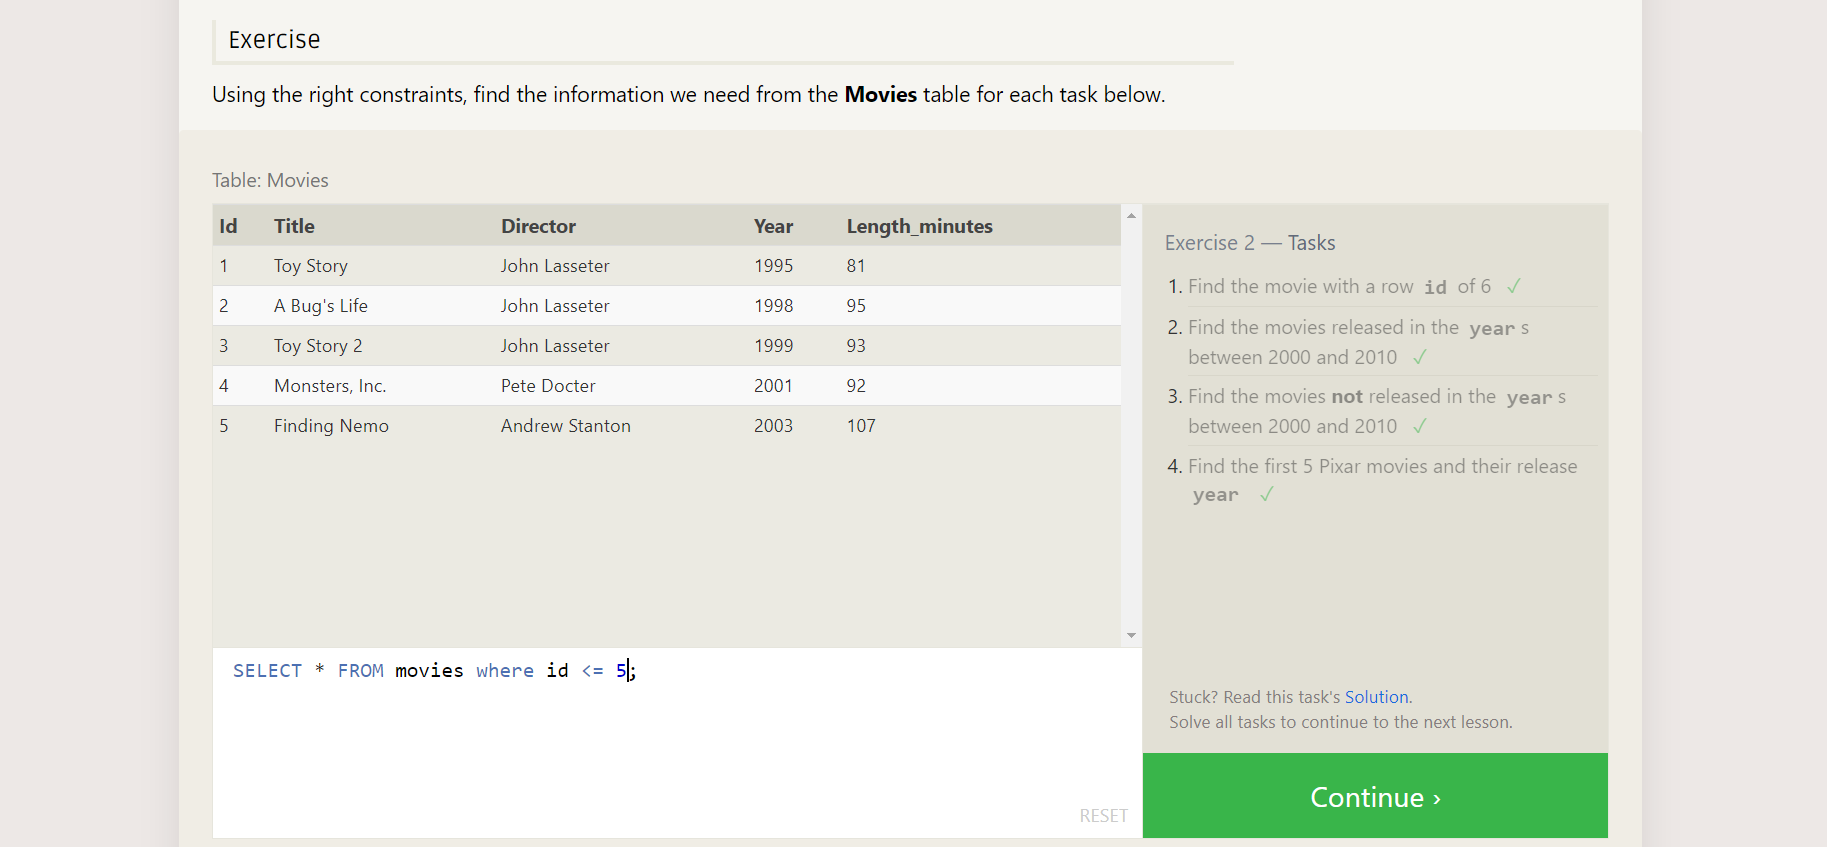 Exercise
Using the right constraints, find the information we need from the Movies table for each task below.
Table: Movies
Id Title Director Year Length_minutes
1 Toy Story John Lasseter 1995 81
2 A Bug's Life John Lasseter 1998 95
3 Toy Story 2 John Lasseter 1999 93
4 Monsters, Inc. Pete Docter 2001 92
5 Finding Nemo Andrew Stanton 2003 107
SELECT * FROM movies where id <= 5;
RESET
Exercise 2 — Tasks
1. Find the movie with a row id of 6 ✓
2. Find the movies released in the year s
between 2000 and 2010 ✓
3. Find the movies not released in the year s
between 2000 and 2010 ✓
4. Find the first 5 Pixar movies and their release
year ✓
Stuck? Read this task's Solution.
Solve all tasks to continue to the next lesson.
Continue ›